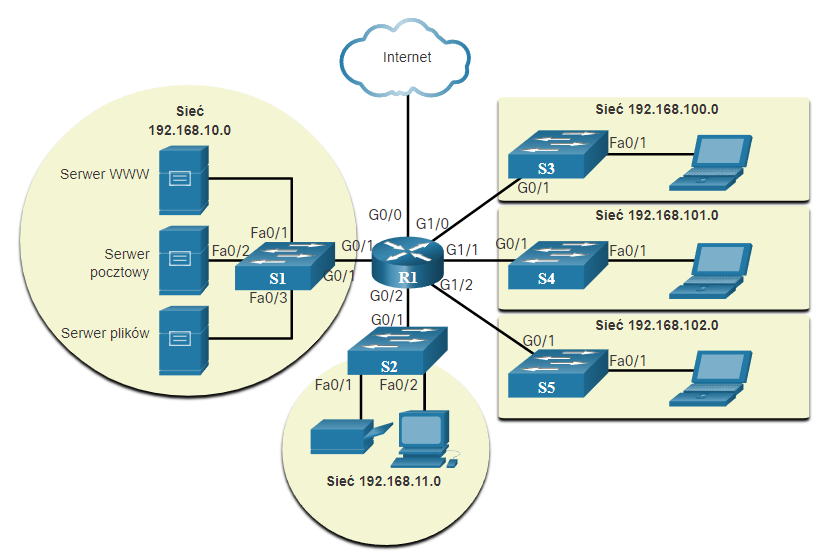 Internet
Sieć
192.168.10.0
Serwer WWW
Serwer
pocztowy
Serwer plików
Fa0/1
Fa0/2
Fa0/3
S1
G0/1
G0/1
G0/0
G1/0
G1/1
G1/2
G0/2
R1
G0/1
S2
Fa0/1
Fa0/2
Sieć 192.168.11.0
Sieć 192.168.100.0
S3
G0/1
Fa0/1
Sieć 192.168.101.0
G0/1
S4
Fa0/1
Sieć 192.168.102.0
G0/1
S5
Fa0/1